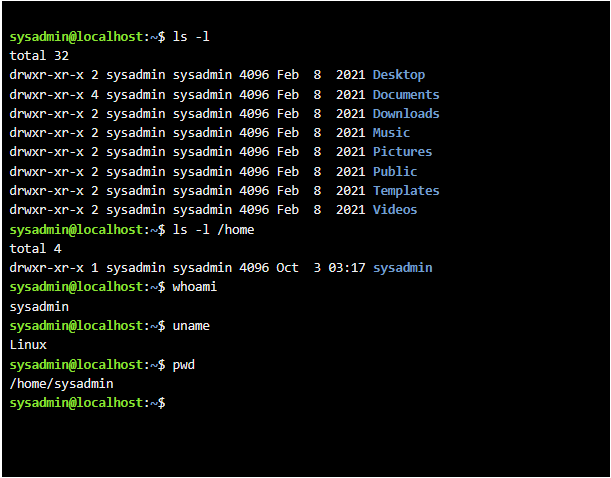 sysadmin@localhost:~$ ls -l
total 32
drwxr-xr-x 2 sysadmin sysadmin 4096 Feb  8  2021 Desktop
drwxr-xr-x 4 sysadmin sysadmin 4096 Feb  8  2021 Documents
drwxr-xr-x 2 sysadmin sysadmin 4096 Feb  8  2021 Downloads
drwxr-xr-x 2 sysadmin sysadmin 4096 Feb  8  2021 Music
drwxr-xr-x 2 sysadmin sysadmin 4096 Feb  8  2021 Pictures
drwxr-xr-x 2 sysadmin sysadmin 4096 Feb  8  2021 Public
drwxr-xr-x 2 sysadmin sysadmin 4096 Feb  8  2021 Templates
drwxr-xr-x 2 sysadmin sysadmin 4096 Feb  8  2021 Videos
sysadmin@localhost:~$ ls -l /home
total 4
drwxr-xr-x 1 sysadmin sysadmin 4096 Oct  3 03:17 sysadmin
sysadmin@localhost:~$ whoami
sysadmin
sysadmin@localhost:~$ uname
Linux
sysadmin@localhost:~$ pwd
/home/sysadmin
sysadmin@localhost:~$